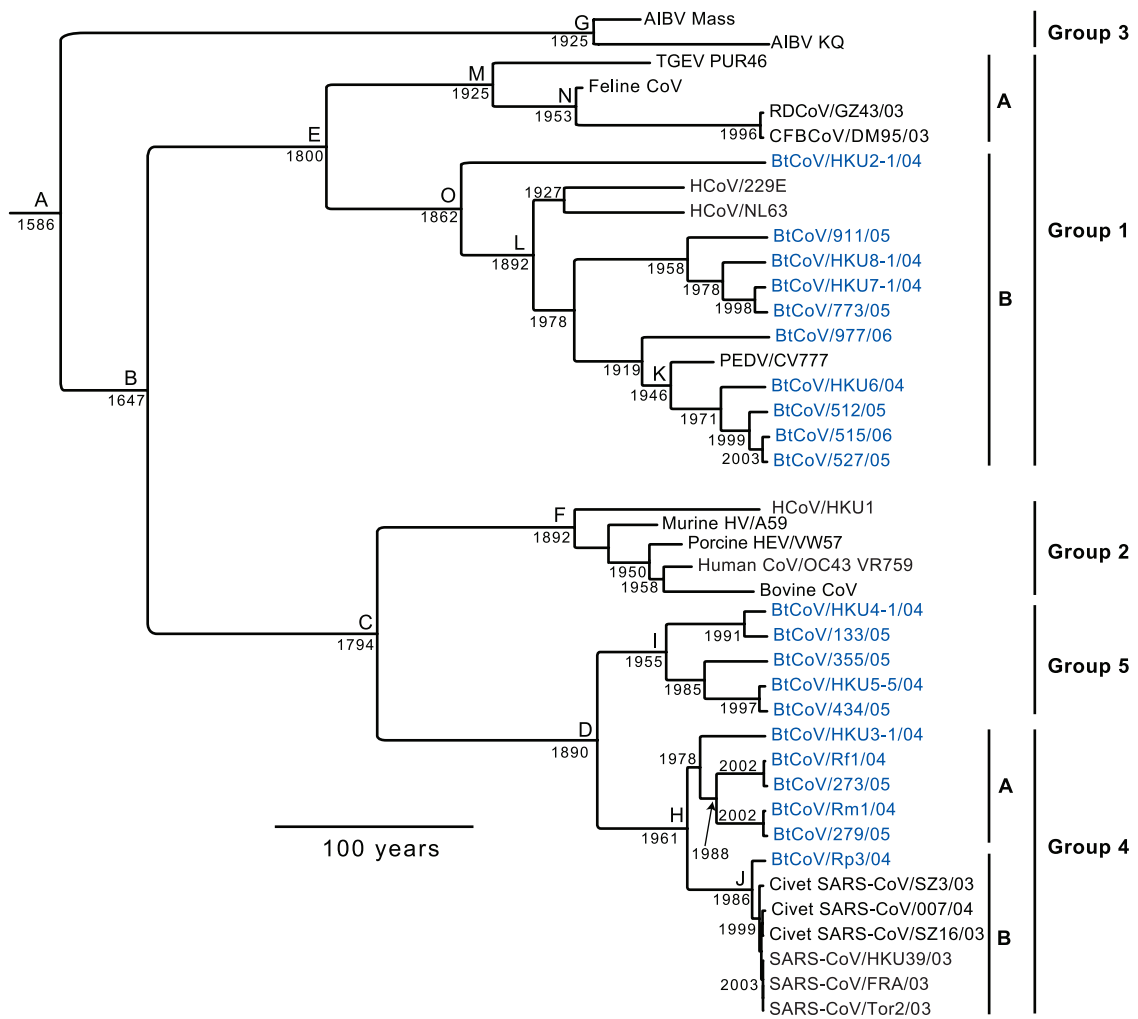 AIBV Mass
G
Group 3
1925
AIBV KQ
TGEV PUR46
M
Feline CoV
1925
N
A
1953
RDCoV/GZ43/03
E
1996
CFBCoV/DM95/03
1800
BtCoV/HKU2-1/04
A
O
HCoV/229E
1927
1586
1862
HCoV/NL63
Group 1
L
BtCoV/911/05
1892
1958
BtCoV/HKU8-1/04
1978
BtCoV/HKU7-1/04
B
1978
1998
BtCoV/773/05
BtCoV/977/06
B
1919
PEDV/CV777
K
1647
1946
BtCoV/HKU6/04
1971
BtCoV/512/05
1999
BtCoV/515/06
2003
BtCoV/527/05
F
HCoV/HKU1
1892
Murine HV/A59
Porcine HEV/VW57
Group 2
1950
Human CoV/OC43 VR759
1958
Bovine CoV
C
BtCoV/HKU4-1/04
1794
I
1991
BtCoV/133/05
1955
BtCoV/355/05
Group 5
1985
BtCoV/HKU5-5/04
1997
BtCoV/434/05
D
BtCoV/HKU3-1/04
1890
1978
2002
BtCoV/Rf1/04
BtCoV/273/05
A
H
BtCoV/Rm1/04
2002
1961
BtCoV/279/05
100 years
1988
Group 4
BtCoV/Rp3/04
J
Civet SARS-CoV/SZ3/03
1986
Civet SARS-CoV/007/04
1999
Civet SARS-CoV/SZ16/03
B
SARS-CoV/HKU39/03
2003
SARS-CoV/FRA/03
SARS-CoV/Tor2/03